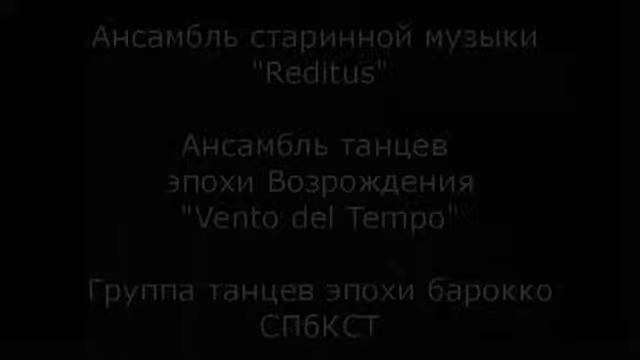 Ансамбль старинной музыки
"Reditus"
Ансамбль танцев
эпохи Возрождения
"Vento del Tempo"
Группа танцев эпохи барокко
СПбКСТ